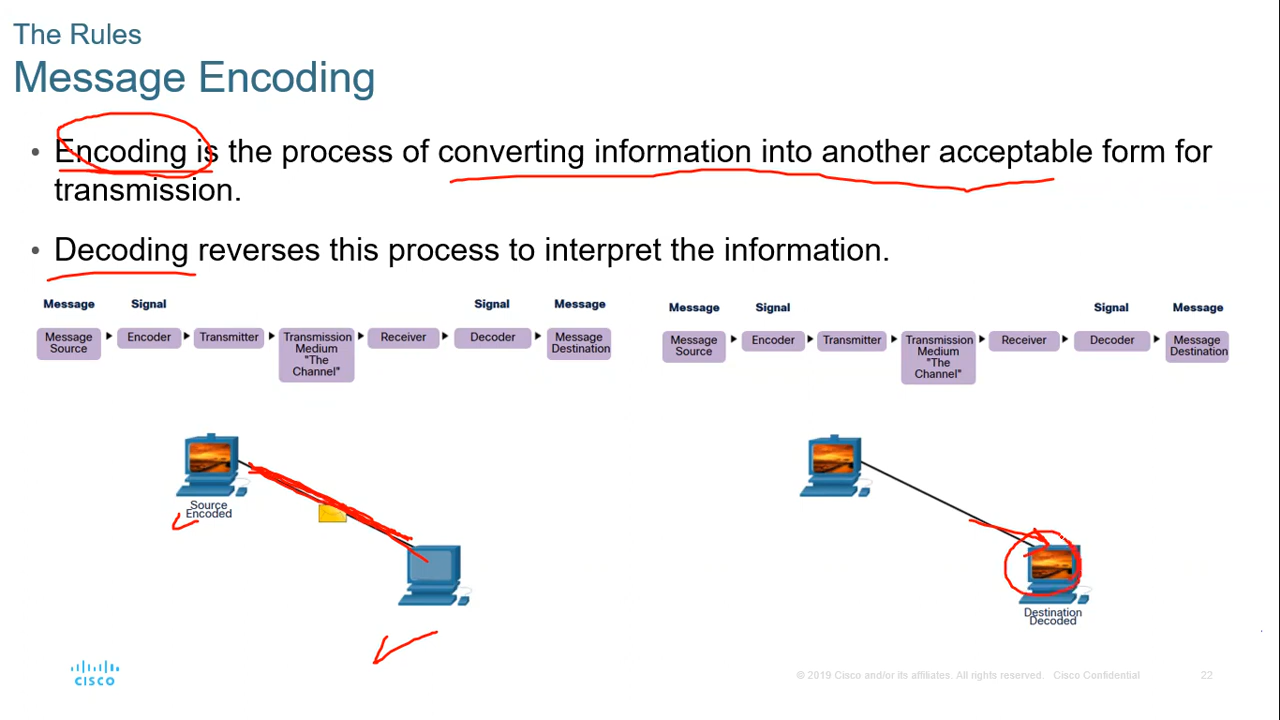 The Rules
Message Encoding
• Encoding is the process of converting information into another acceptable form for
transmission.
• Decoding reverses this process to interpret the information.
Message Signal Signal Message
Message Source Encoder Transmitter Transmission Medium "The Channel" Receiver Decoder Message Destination
Message Signal Signal Message
Message Source Encoder Transmitter Transmission Medium "The Channel" Receiver Decoder Message Destination
Source
Encoded
Destination
Decoded
CISCO
© 2019 Cisco and/or its affiliates. All rights reserved. Cisco Confidential
22